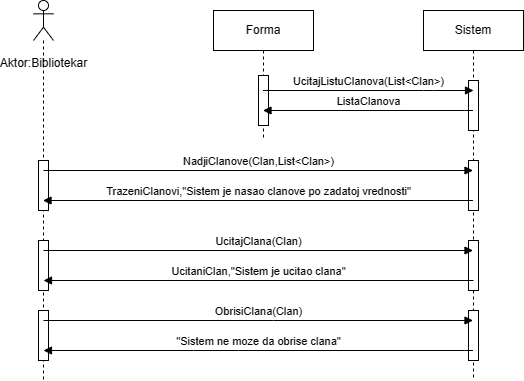 Forma
Sistem
Aktor:Bibliotekar
UcitajListuClanova(List<Clan>)
ListaClanova
NadjiClanove(Clan,List<Clan>)
TrazeniClanovi,"Sistem je nasao clanove po zadatoj vrednosti"
UcitajClana(Clan)
UcitaniClan,"Sistem je ucitao clana"
ObrisiClana(Clan)
"Sistem ne moze da obrise clana"